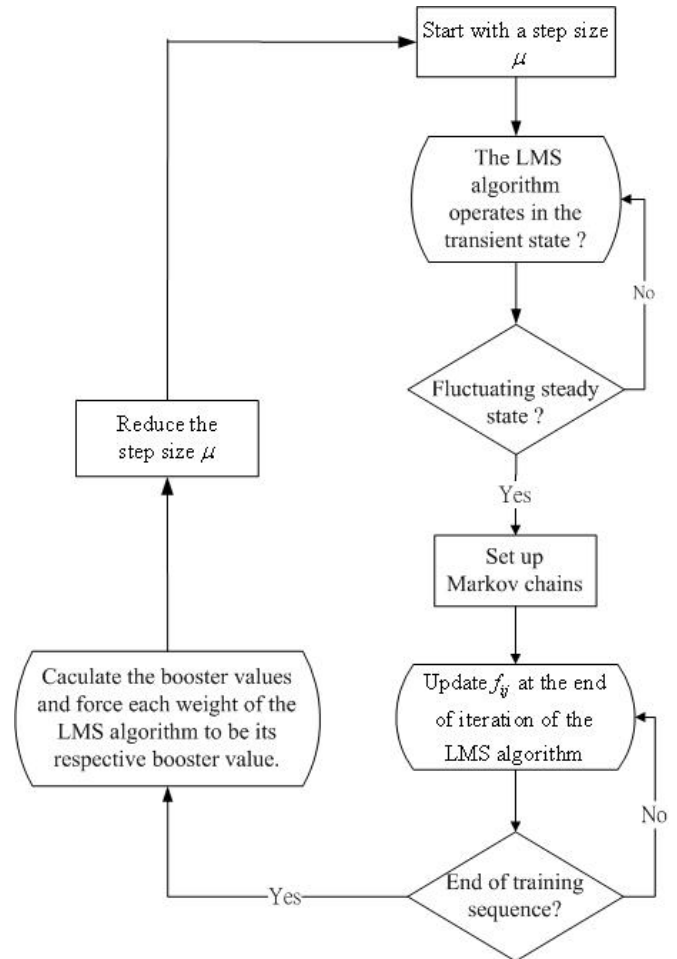 Start with a step size
μ
The LMS
algorithm
operates in the
transient state ?
No
Fluctuating steady
state ?
Yes
Set up
Markov chains
Update f_ij at the end
of iteration of the
LMS algorithm
No
End of training
sequence?
Yes
Caculate the booster values
and force each weight of the
LMS algorithm to be its
respective booster value.
Reduce the
step size μ